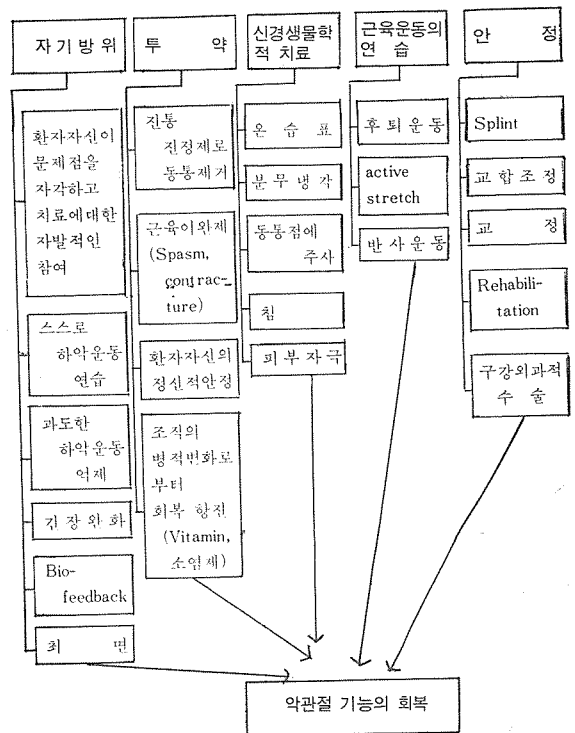 자기방위
환자자신이
문제점을
자각하고
치료에대한
자발적인
참여
스스로
하악운동
연습
과도한
하악운동
억제
긴장완화
Bio-
feedback
최 면
투 약
진통
진정제로
동통제거
근육이완제
(Spasm,
contrac-
ture)
환자자신의
정신적안정
조직의
병적변화로
부터
회복 항진
(Vitamin,
소염제)
신경생물학
적 치료
온 습 포
분무냉각
동통점에
주사
침
피부자극
근육운동의
연 습
후퇴운동
active
stretch
반사운동
안 정
Splint
교합조정
교 정
Rehabili-
tation
구강외과적
수 술
악관절 기능의 회복